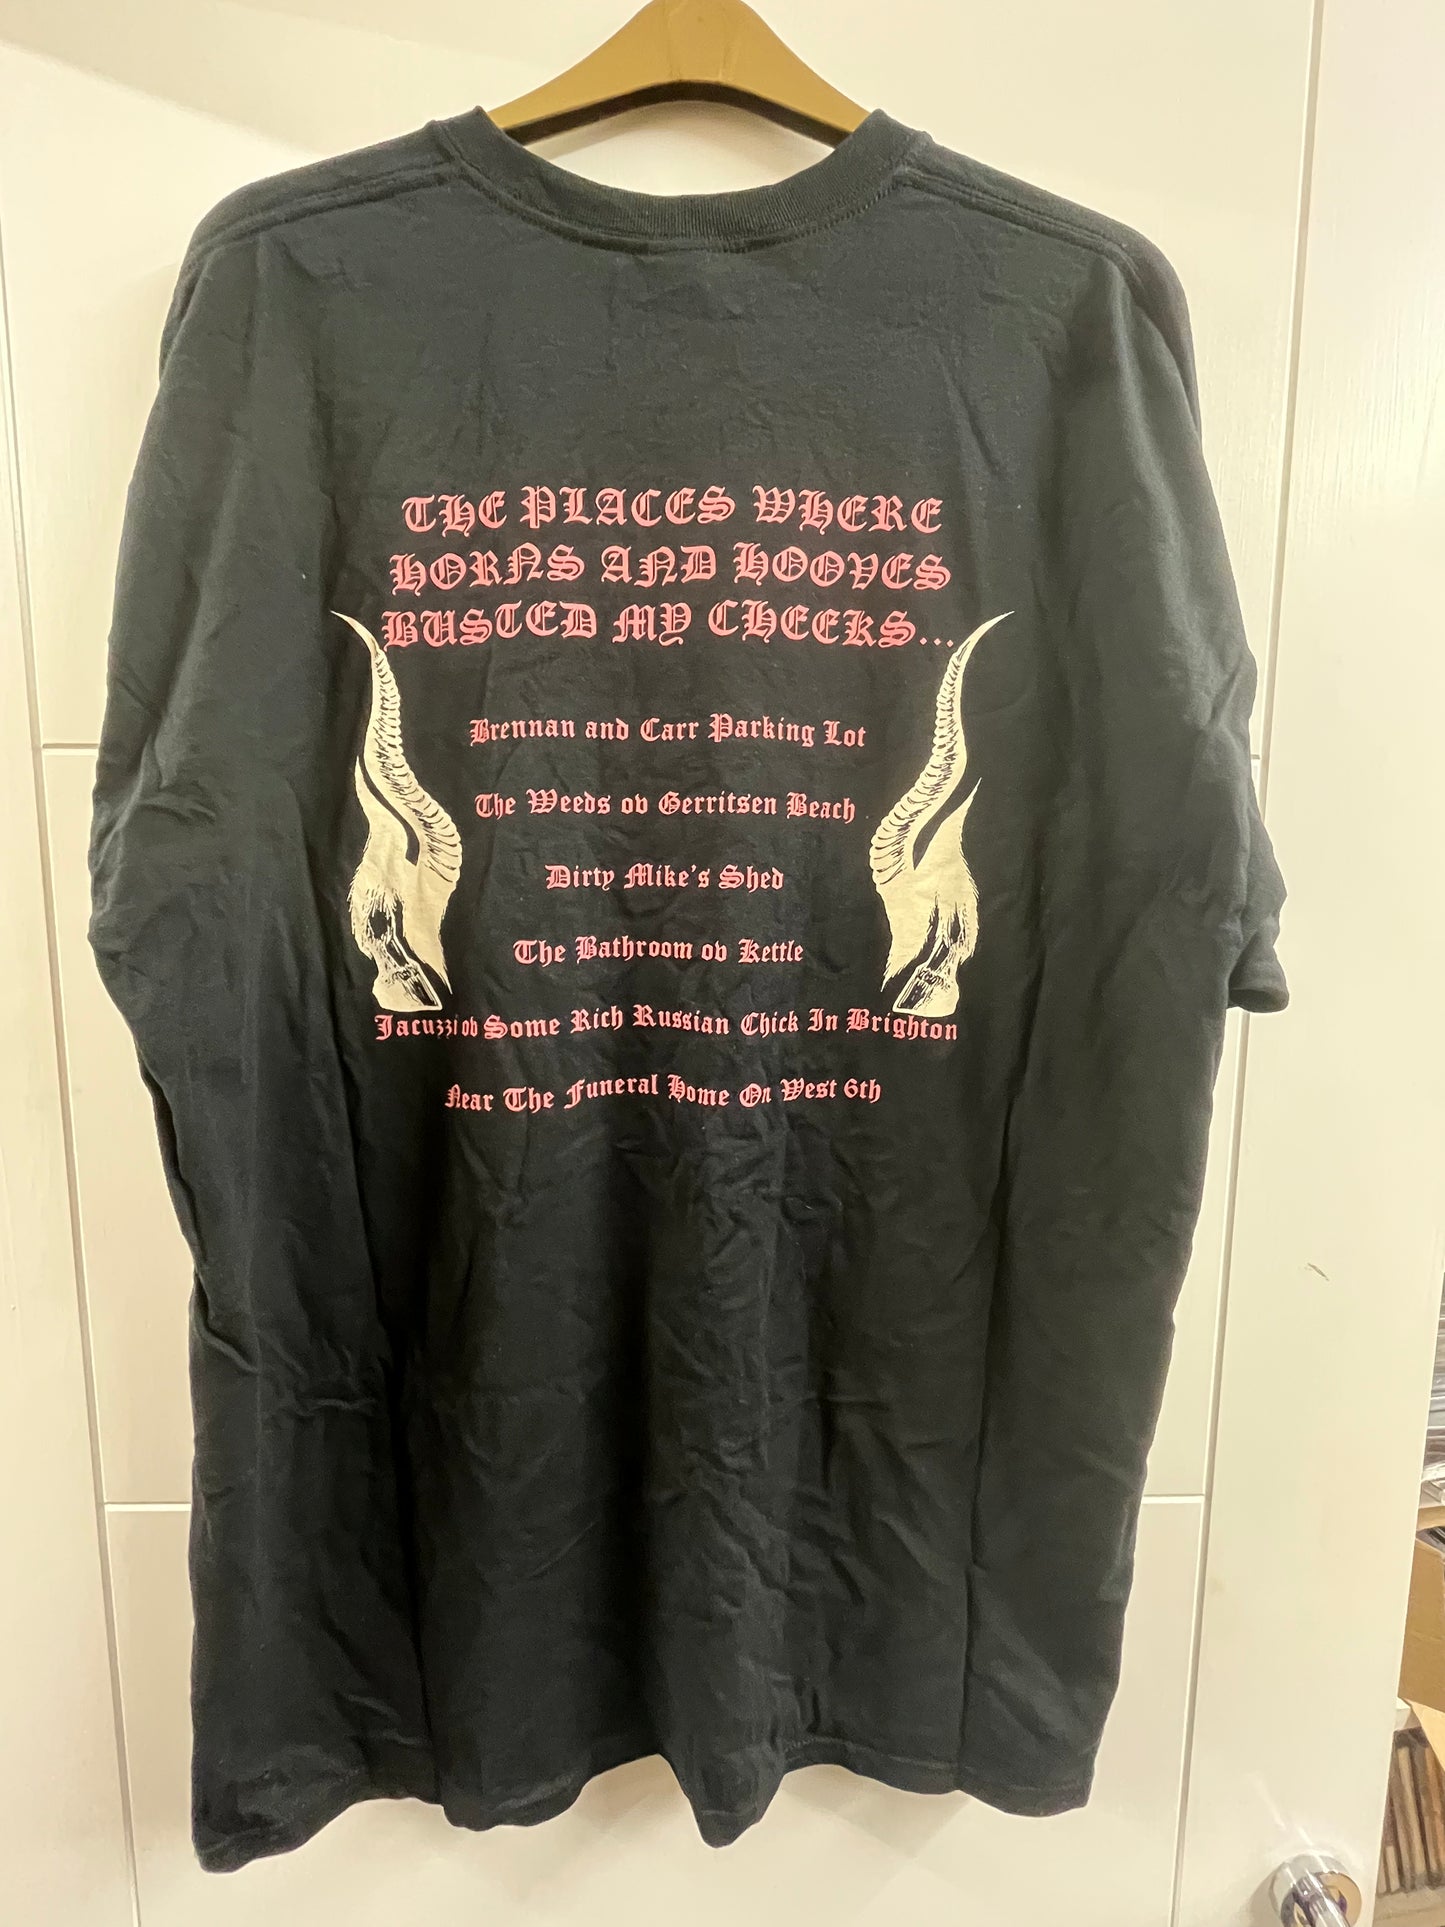 THE PLACES WHERE
HORNS AND HOOVES
BUSTED MY CHEEKS...
Brennan and Carr Parking Lot
The Weeds ov Gerritsen Beach
Dirty Mike's Shed
The Bathroom ov Kettle
Jacuzzi ov Some Rich Russian Chick In Brighton
Near The Funeral Home On West 6th